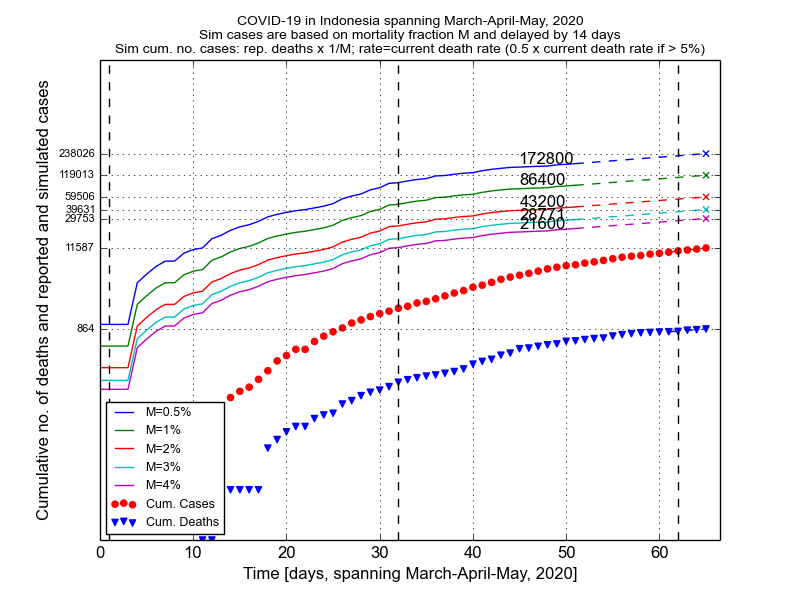 COVID-19 in Indonesia spanning March-April-May, 2020
Sim cases are based on mortality fraction M and delayed by 14 days
Sim cum. no. cases: rep. deaths x 1/M; rate=current death rate (0.5 x current death rate if > 5%)
Cumulative no. of deaths and reported and simulated cases
238026
119013
59506
39631
29753
11587
864
172800
86400
43200
28771
21600
M=0.5%
M=1%
M=2%
M=3%
M=4%
Cum. Cases
Cum. Deaths
0 10 20 30 40 50 60
Time [days, spanning March-April-May, 2020]